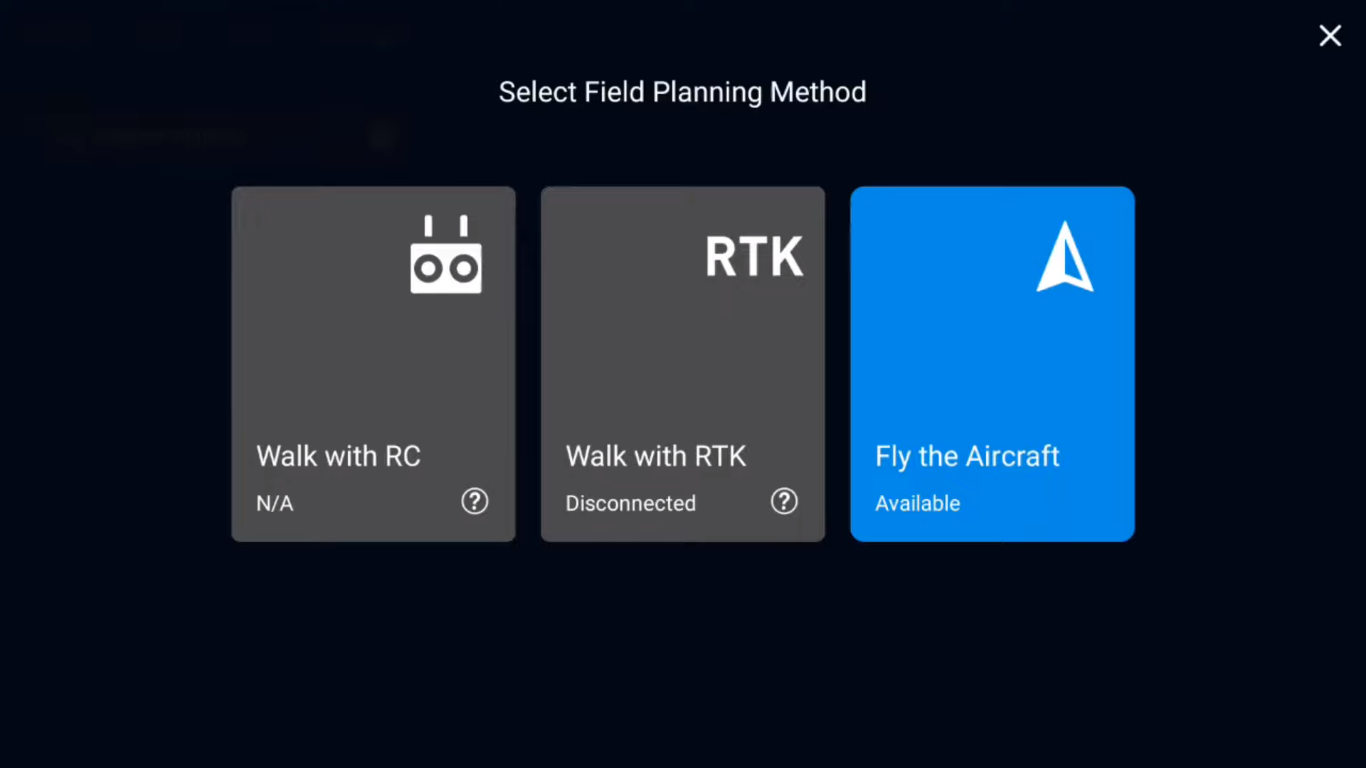 Select Field Planning Method
RTK
Walk with RC
N/A
Walk with RTK
Disconnected
Fly the Aircraft
Available